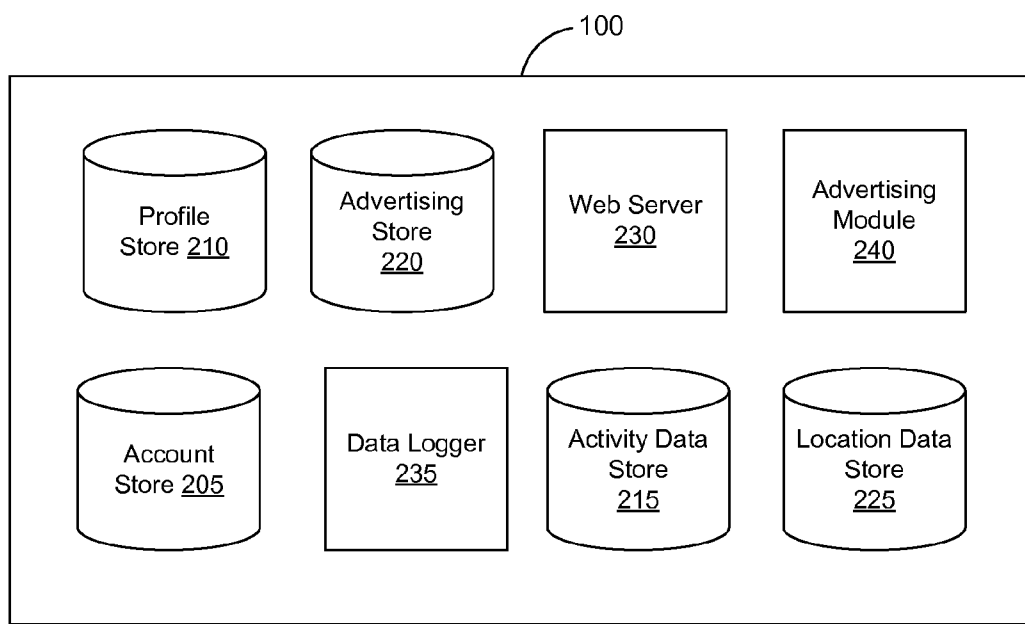 100
Profile
Store 210
Advertising
Store
220
Web Server
230
Advertising
Module
240
Account
Store 205
Data Logger
235
Activity Data
Store
215
Location Data
Store
225